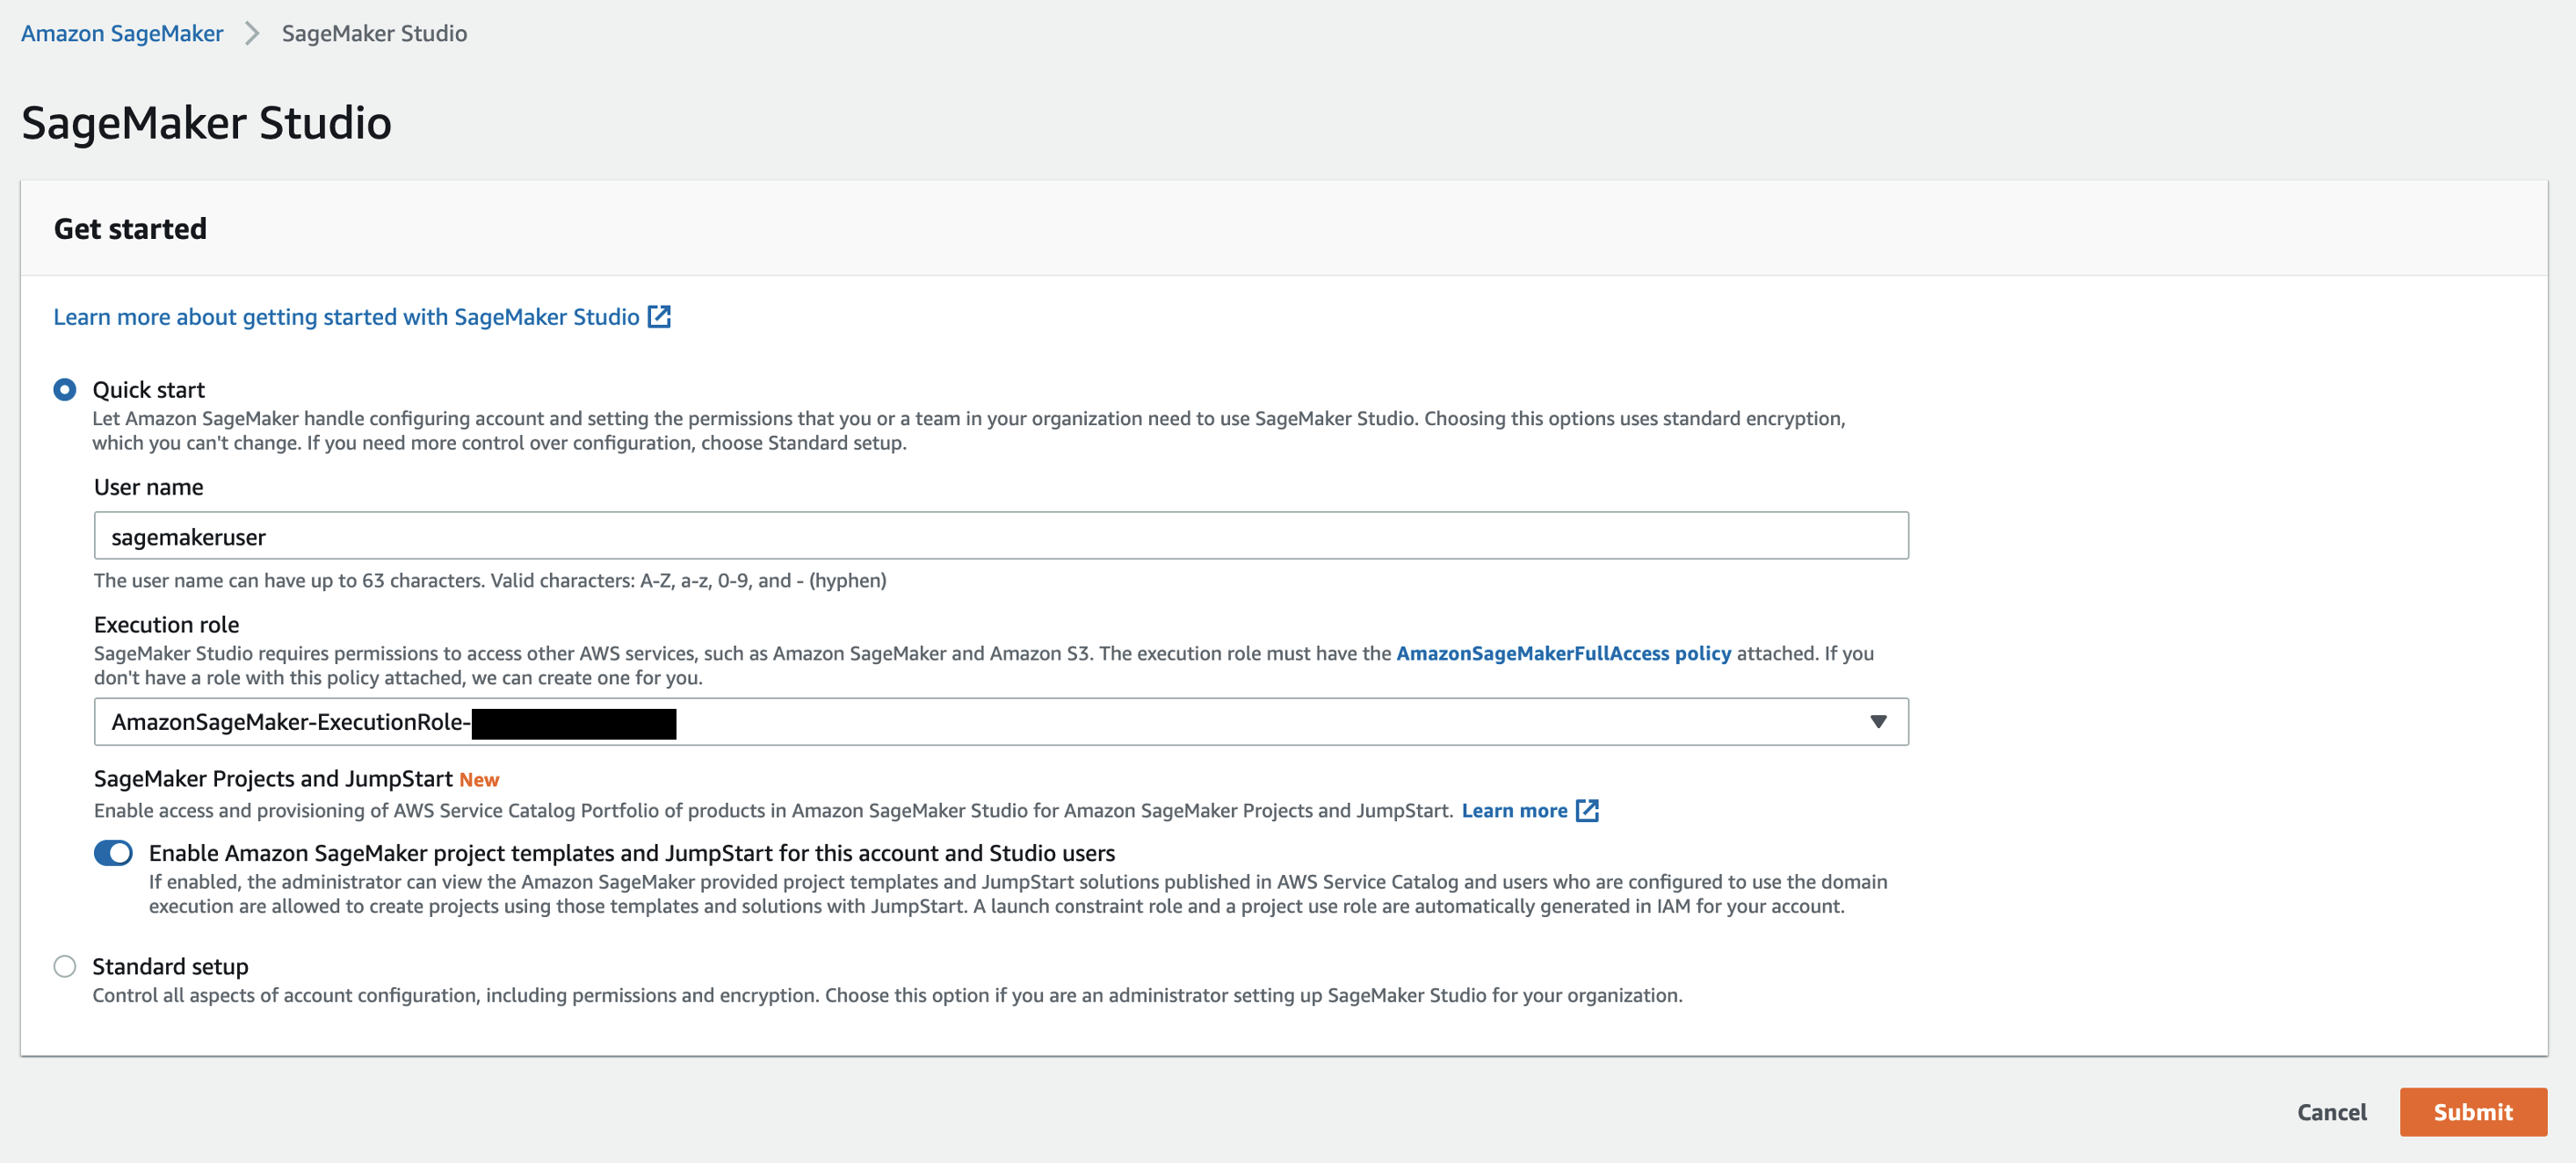 Amazon SageMaker
SageMaker Studio
SageMaker Studio
Get started
Learn more about getting started with SageMaker Studio
Quick start
Let Amazon SageMaker handle configuring account and setting the permissions that you or a team in your organization need to use SageMaker Studio. Choosing this options uses standard encryption,
which you can't change. If you need more control over configuration, choose Standard setup.
User name
sagemakeruser
The user name can have up to 63 characters. Valid characters: A-Z, a-z, 0-9, and - (hyphen)
Execution role
SageMaker Studio requires permissions to access other AWS services, such as Amazon SageMaker and Amazon S3. The execution role must have the AmazonSageMakerFullAccess policy attached. If you
don't have a role with this policy attached, we can create one for you.
AmazonSageMaker-ExecutionRole-
SageMaker Projects and JumpStart New
Enable access and provisioning of AWS Service Catalog Portfolio of products in Amazon SageMaker Studio for Amazon SageMaker Projects and JumpStart. Learn more
Enable Amazon SageMaker project templates and JumpStart for this account and Studio users
If enabled, the administrator can view the Amazon SageMaker provided project templates and JumpStart solutions published in AWS Service Catalog and users who are configured to use the domain
execution are allowed to create projects using those templates and solutions with JumpStart. A launch constraint role and a project use role are automatically generated in IAM for your account.
Standard setup
Control all aspects of account configuration, including permissions and encryption. Choose this option if you are an administrator setting up SageMaker Studio for your organization.
Cancel
Submit